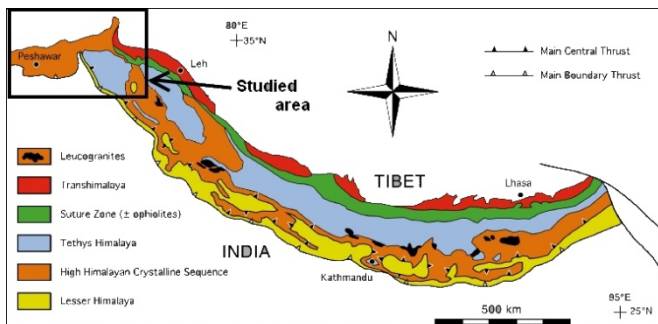 80°E
35°N
Peshawar
Leh
N
Main Central Thrust
Main Boundary Thrust
Studied
area
Leucogranites
Transhimalaya
Suture Zone (± ophiolites)
Tethys Himalaya
High Himalayan Crystalline Sequence
Lesser Himalaya
TIBET
Lhasa
INDIA
Kathmandu
500 km
95°E
25°N